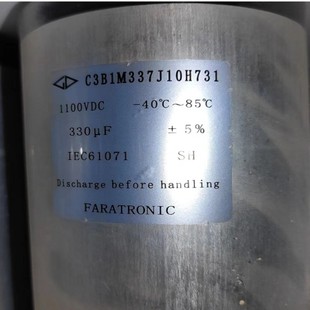 C3B1M337J10H731
1100VDC -40℃～85℃
330μF ± 5%
IEC61071 SH
Discharge before handling
FARATRONIC